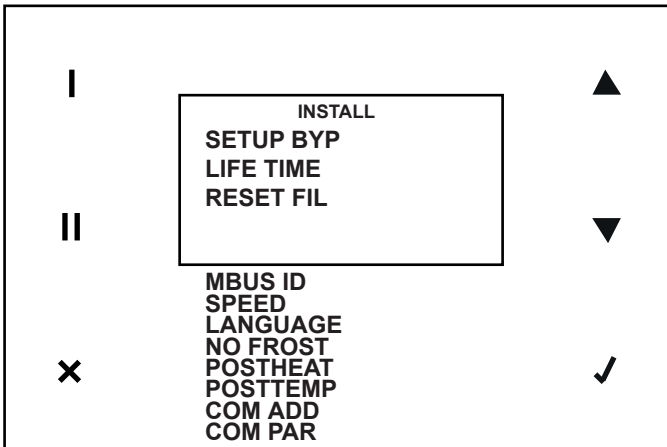 I
INSTALL
SETUP BYP
LIFE TIME
RESET FIL
II
MBUS ID
SPEED
LANGUAGE
NO FROST
POSTHEAT
POSTTEMP
COM ADD
COM PAR